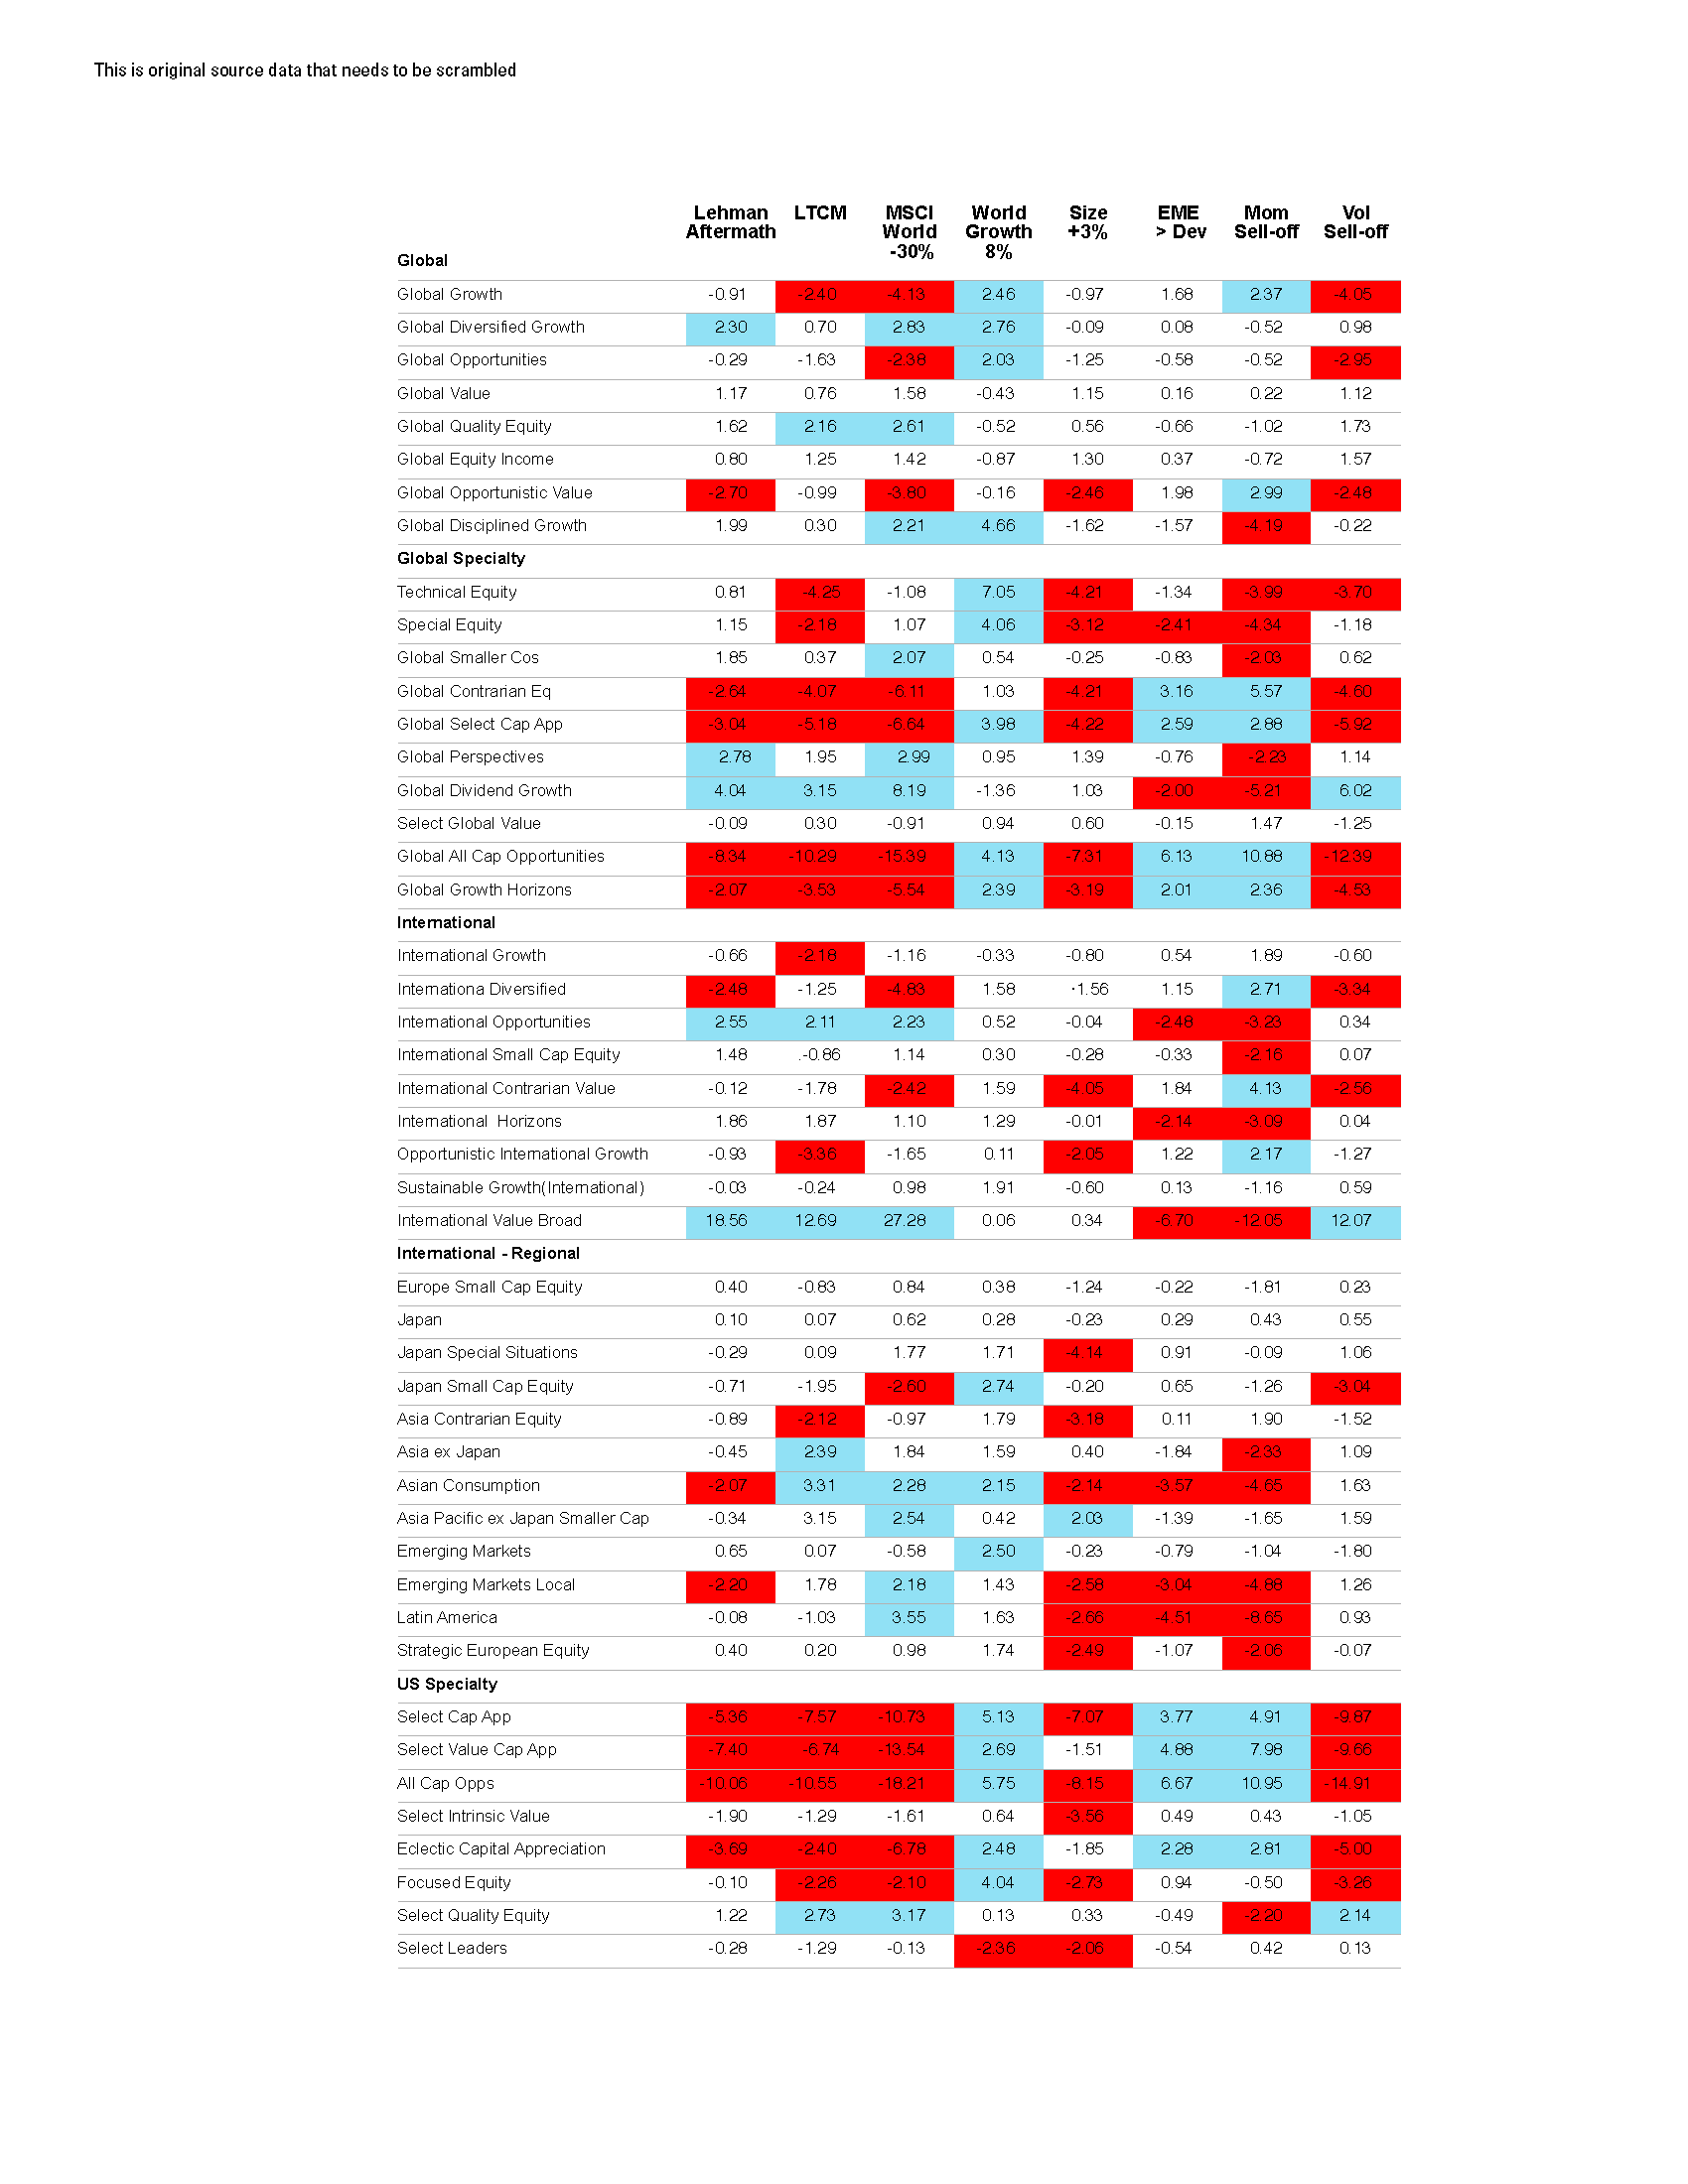 This is original source data that needs to be scrambled
Lehman LTCM MSCI World Size EME Mom Vol
Aftermath World Growth +3% > Dev Sell-off Sell-off
-30% 8%
Global
Global Growth -0.91 -2.40 -4.13 2.46 -0.97 1.68 2.37 -4.05
Global Diversified Growth 2.30 0.70 2.83 2.76 -0.09 0.08 -0.52 0.98
Global Opportunities -0.29 -1.63 -2.38 2.03 -1.25 -0.58 -0.52 -2.95
Global Value 1.17 0.76 1.58 -0.43 1.15 0.16 0.22 1.12
Global Quality Equity 1.62 2.16 2.61 -0.52 0.56 -0.66 -1.02 1.73
Global Equity Income 0.80 1.25 1.42 -0.87 1.30 0.37 -0.72 1.57
Global Opportunistic Value -2.70 -0.99 -3.80 -0.16 -2.46 1.98 2.99 -2.48
Global Disciplined Growth 1.99 0.30 2.21 4.66 -1.62 -1.57 -4.19 -0.22
Global Specialty
Technical Equity 0.81 -4.25 -1.08 7.05 -4.21 -1.34 -3.99 -3.70
Special Equity 1.15 -2.18 1.07 4.06 -3.12 -2.41 -4.34 -1.18
Global Smaller Cos 1.85 0.37 2.07 0.54 -0.25 -0.83 -2.03 0.62
Global Contrarian Eq -2.64 -4.07 -6.11 1.03 -4.21 3.16 5.57 -4.60
Global Select Cap App -3.04 -5.18 -6.64 3.98 -4.22 2.59 2.88 -5.92
Global Perspectives 2.78 1.95 2.99 0.95 1.39 -0.76 -2.23 1.14
Global Dividend Growth 4.04 3.15 8.19 -1.36 1.03 -2.00 -5.21 6.02
Select Global Value -0.09 0.30 -0.91 0.94 0.60 -0.15 1.47 -1.25
Global All Cap Opportunities -8.34 -10.29 -15.39 4.13 -7.31 6.13 10.88 -12.39
Global Growth Horizons -2.07 -3.53 -5.54 2.39 -3.19 2.01 2.36 -4.53
International
International Growth -0.66 -2.18 -1.16 -0.33 -0.80 0.54 1.89 -0.60
Internationa Diversified -2.48 -1.25 -4.83 1.58 ·1.56 1.15 2.71 -3.34
International Opportunities 2.55 2.11 2.23 0.52 -0.04 -2.48 -3.23 0.34
International Small Cap Equity 1.48 .-0.86 1.14 0.30 -0.28 -0.33 -2.16 0.07
International Contrarian Value -0.12 -1.78 -2.42 1.59 -4.05 1.84 4.13 -2.56
International Horizons 1.86 1.87 1.10 1.29 -0.01 -2.14 -3.09 0.04
Opportunistic International Growth -0.93 -3.36 -1.65 0.11 -2.05 1.22 2.17 -1.27
Sustainable Growth(International) -0.03 -0.24 0.98 1.91 -0.60 0.13 -1.16 0.59
International Value Broad 18.56 12.69 27.28 0.06 0.34 -6.70 -12.05 12.07
International - Regional
Europe Small Cap Equity 0.40 -0.83 0.84 0.38 -1.24 -0.22 -1.81 0.23
Japan 0.10 0.07 0.62 0.28 -0.23 0.29 0.43 0.55
Japan Special Situations -0.29 0.09 1.77 1.71 -4.14 0.91 -0.09 1.06
Japan Small Cap Equity -0.71 -1.95 -2.60 2.74 -0.20 0.65 -1.26 -3.04
Asia Contrarian Equity -0.89 -2.12 -0.97 1.79 -3.18 0.11 1.90 -1.52
Asia ex Japan -0.45 2.39 1.84 1.59 0.40 -1.84 -2.33 1.09
Asian Consumption -2.07 3.31 2.28 2.15 -2.14 -3.57 -4.65 1.63
Asia Pacific ex Japan Smaller Cap -0.34 3.15 2.54 0.42 2.03 -1.39 -1.65 1.59
Emerging Markets 0.65 0.07 -0.58 2.50 -0.23 -0.79 -1.04 -1.80
Emerging Markets Local -2.20 1.78 2.18 1.43 -2.58 -3.04 -4.88 1.26
Latin America -0.08 -1.03 3.55 1.63 -2.66 -4.51 -8.65 0.93
Strategic European Equity 0.40 0.20 0.98 1.74 -2.49 -1.07 -2.06 -0.07
US Specialty
Select Cap App -5.36 -7.57 -10.73 5.13 -7.07 3.77 4.91 -9.87
Select Value Cap App -7.40 -6.74 -13.54 2.69 -1.51 4.88 7.98 -9.66
All Cap Opps -10.06 -10.55 -18.21 5.75 -8.15 6.67 10.95 -14.91
Select Intrinsic Value -1.90 -1.29 -1.61 0.64 -3.56 0.49 0.43 -1.05
Eclectic Capital Appreciation -3.69 -2.40 -6.78 2.48 -1.85 2.28 2.81 -5.00
Focused Equity -0.10 -2.26 -2.10 4.04 -2.73 0.94 -0.50 -3.26
Select Quality Equity 1.22 2.73 3.17 0.13 0.33 -0.49 -2.20 2.14
Select Leaders -0.28 -1.29 -0.13 -2.36 -2.06 -0.54 0.42 0.13